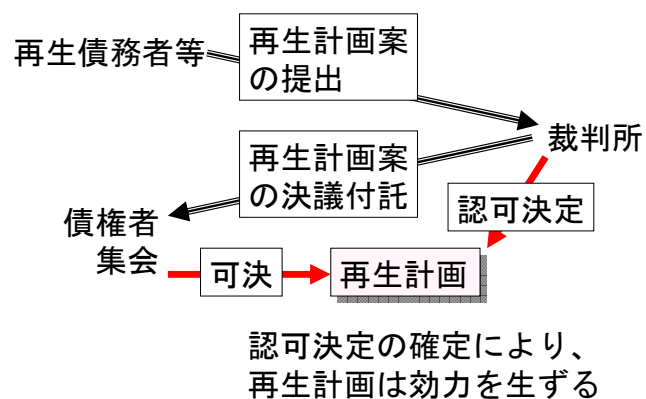 再生債務者等
再生計画案
の提出
裁判所
再生計画案
の決議付託
認可決定
債権者
集会
可決
再生計画
認可決定の確定により、
再生計画は効力を生ずる